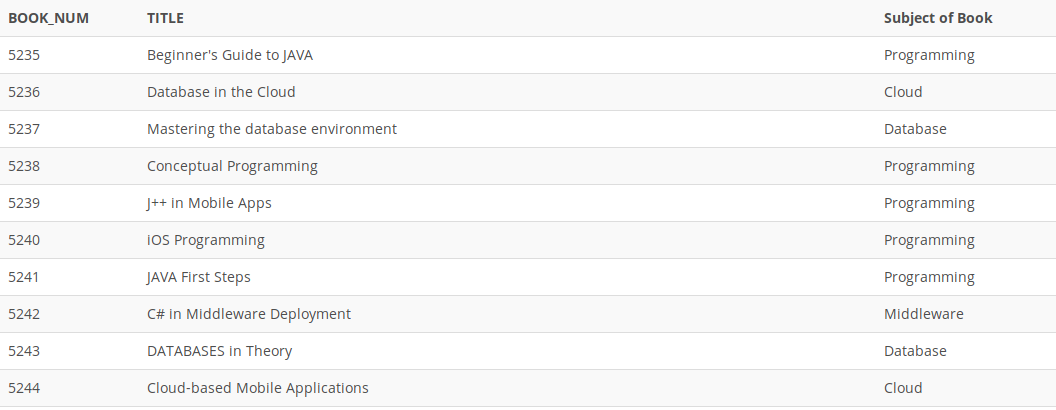 BOOK_NUM TITLE Subject of Book
5235 Beginner's Guide to JAVA Programming
5236 Database in the Cloud Cloud
5237 Mastering the database environment Database
5238 Conceptual Programming Programming
5239 J++ in Mobile Apps Programming
5240 iOS Programming Programming
5241 JAVA First Steps Programming
5242 C# in Middleware Deployment Middleware
5243 DATABASES in Theory Database
5244 Cloud-based Mobile Applications Cloud